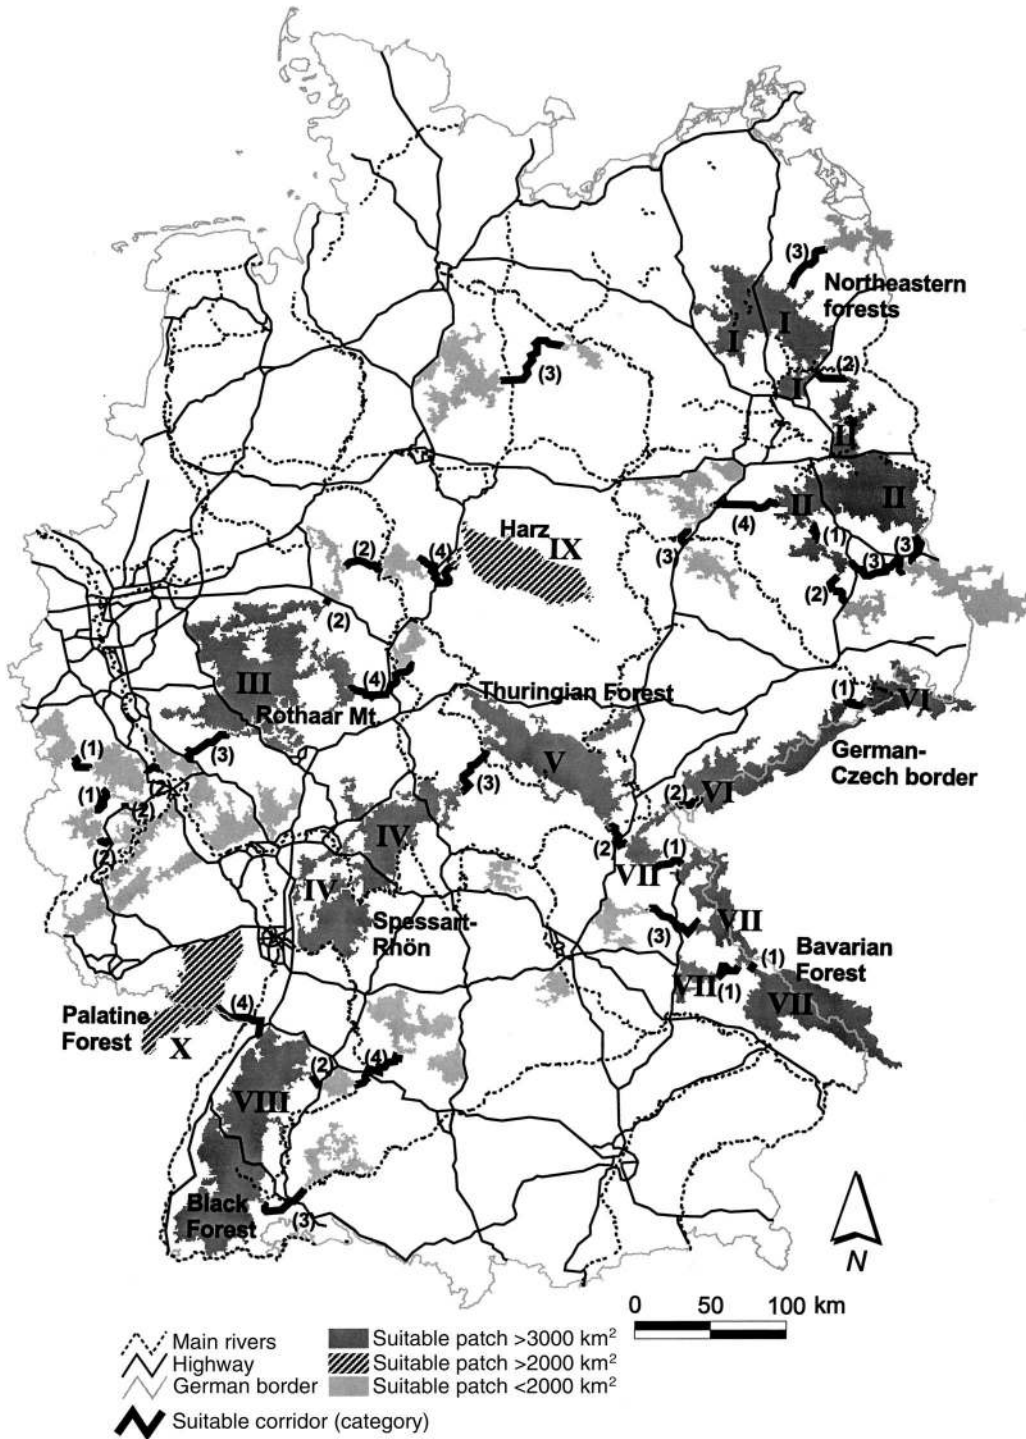 (3)
Northeastern
forests
I
I
I
(2)
(3)
II
II
II
(4)
(1)
(3)
(3)
(3)
(2)
Harz
IX
(2)
(4)
(2)
III
(4)
Rothaar Mt.
Thuringian Forest
(1)
VI
V
German-
Czech border
VI
(2)
(3)
(1)
(3)
(1)
(2)
(2)
(2)
IV
IV
(2)
(1)
VII
VII
(3)
Spessart-
Rhön
Bavarian
Forest
(1)
VII
(1)
VII
Palatine
Forest
X
(4)
(2)
(4)
VIII
Black
Forest
(3)
N
0 50 100 km
Main rivers
Highway
German border
Suitable corridor (category)
Suitable patch >3000 km²
Suitable patch >2000 km²
Suitable patch <2000 km²